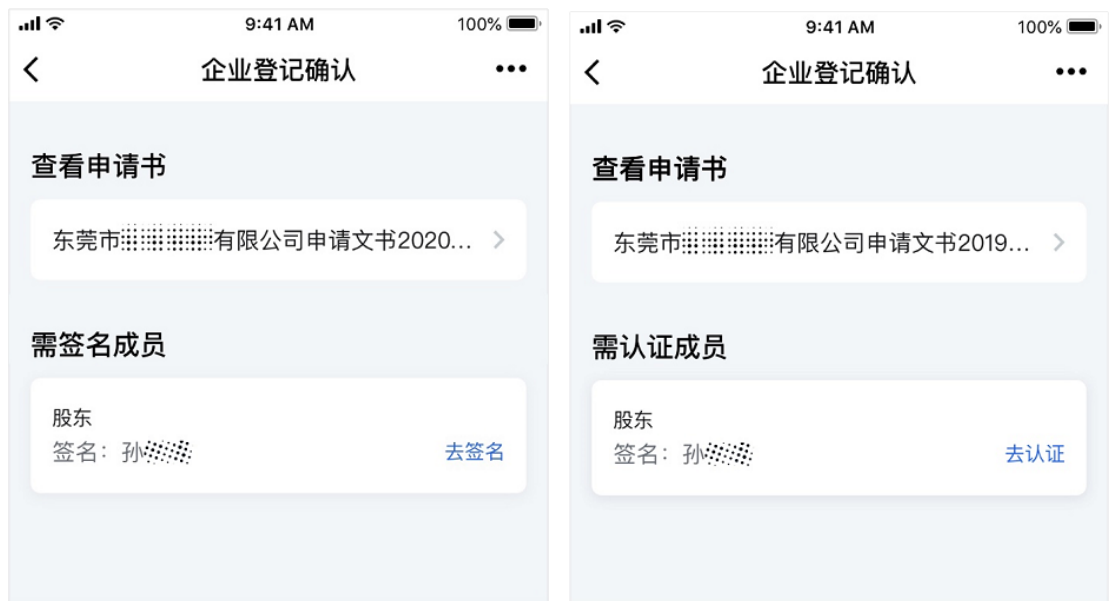 9:41 AM
100%
企业登记确认
查看申请书
东莞市有限公司申请文书2020...
需签名成员
股东
签名：孙
去签名
9:41 AM
100%
企业登记确认
查看申请书
东莞市有限公司申请文书2019...
需认证成员
股东
签名：孙
去认证